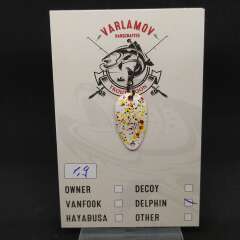 VARLAMOV
HANDCRAFTED
1,9
OWNER
DECOY
VANFOOK
DELPHIN
HAYABUSA
OTHER